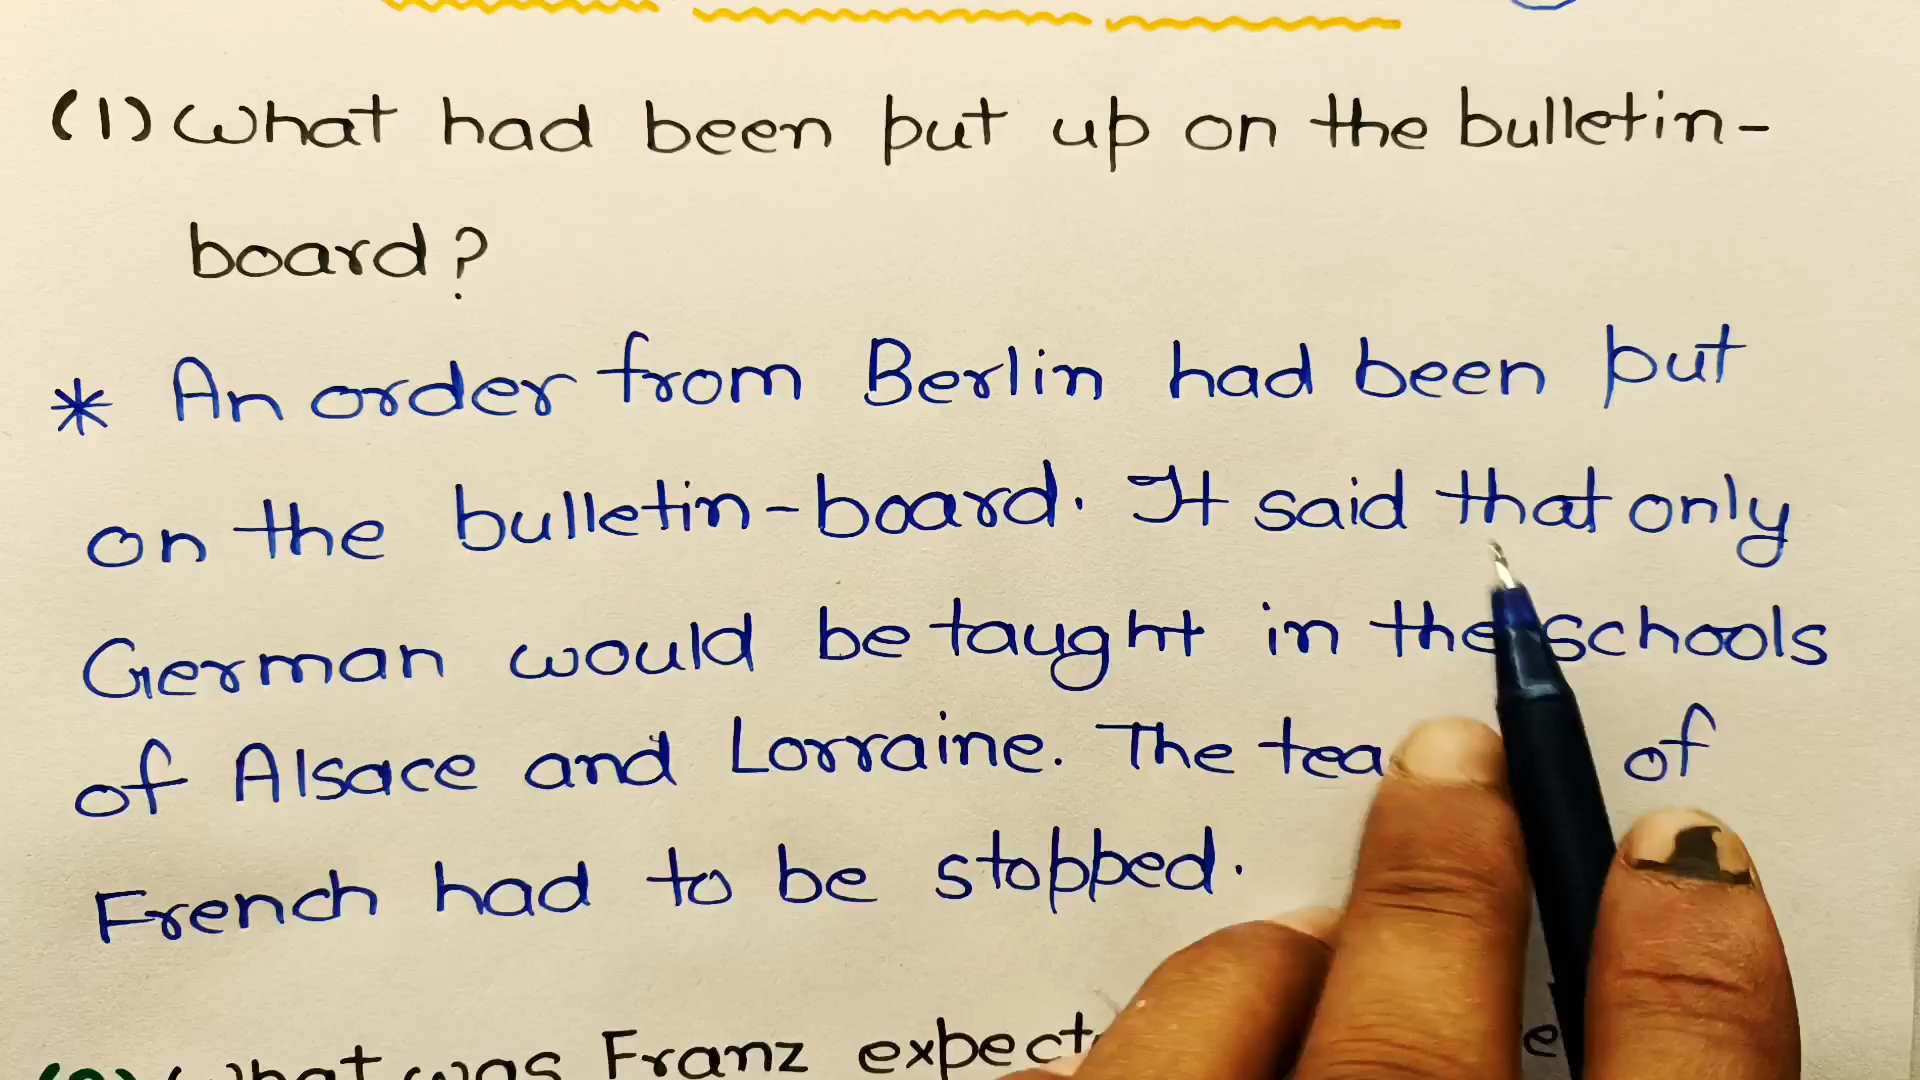 (1) What had been put up on the bulletin-
board?
* An order from Berlin had been put
on the bulletin-board. It said that only
German would be taught in the schools
of Alsace and Lorraine. The of
French had to be stopped.
What was Franz